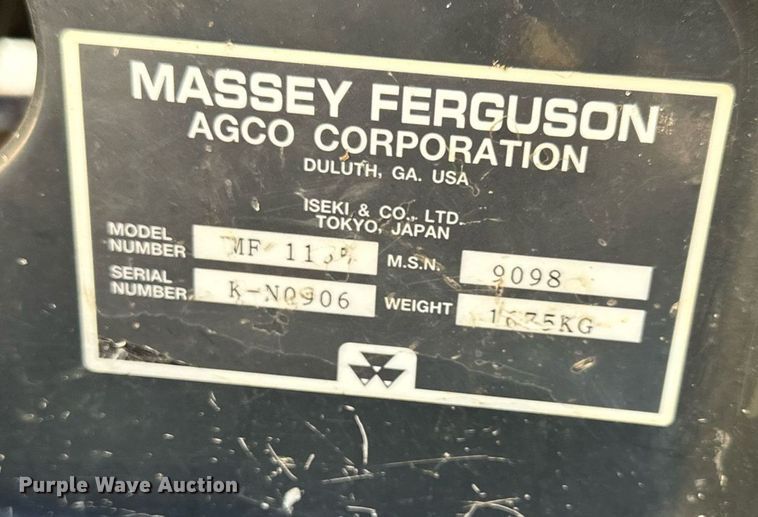 MASSEY FERGUSON
AGCO CORPORATION
DULUTH, GA. USA
ISEKI & CO., LTD.
TOKYO, JAPAN
MODEL NUMBER MF M.S.N. 9098
SERIAL NUMBER K-N0906 WEIGHT
Purple Wave Auction